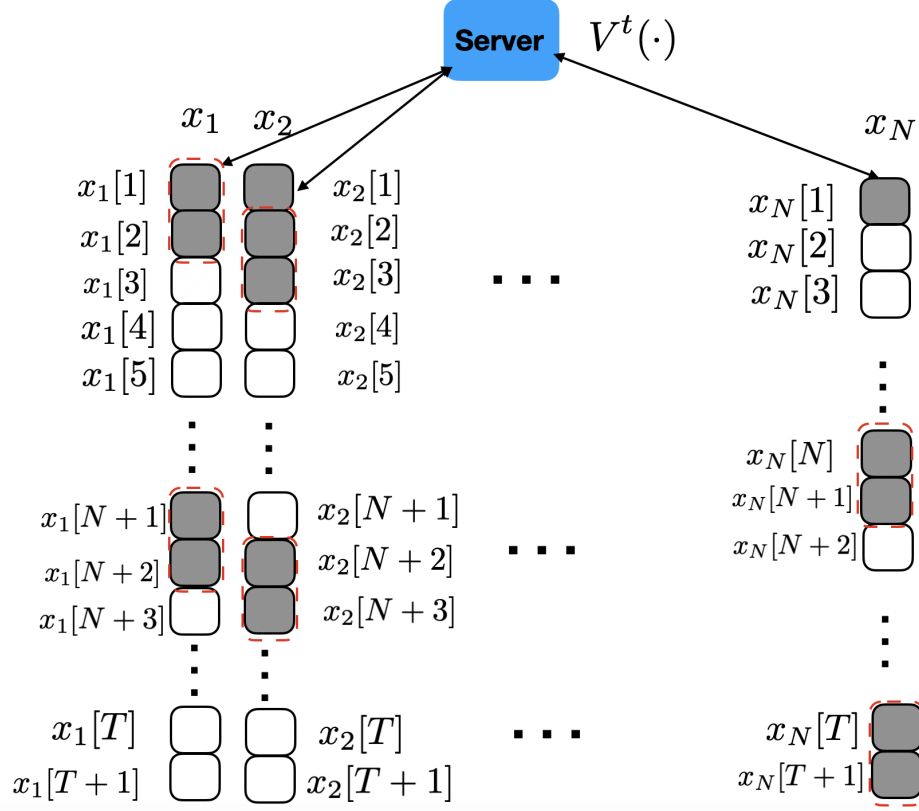 Server V^t(·)
x_1 x_2 x_N
x_1[1] x_2[1] x_N[1]
x_1[2] x_2[2] x_N[2]
x_1[3] x_2[3] ... x_N[3]
x_1[4] x_2[4]
x_1[5] x_2[5]
x_N[N]
x_1[N + 1] x_2[N + 1] x_N[N + 1]
x_1[N + 2] x_2[N + 2] ... x_N[N + 2]
x_1[N + 3] x_2[N + 3]
x_1[T] x_2[T] ... x_N[T]
x_1[T + 1] x_2[T + 1] x_N[T + 1]